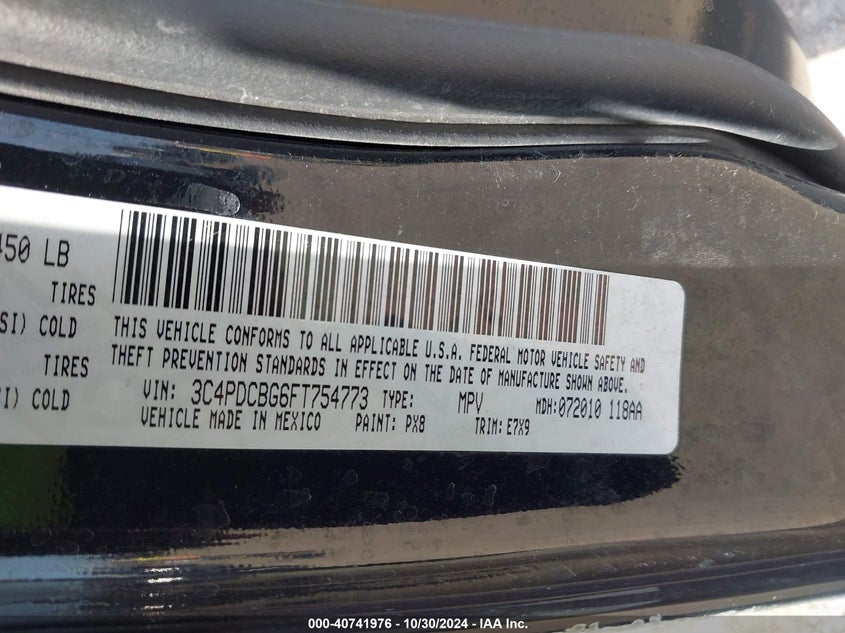 450 LB
TIRES
SI) COLD
TIRES
I) COLD
THIS VEHICLE CONFORMS TO ALL APPLICABLE U.S.A. FEDERAL MOTOR VEHICLE SAFETY AND
THEFT PREVENTION STANDARDS IN EFFECT ON THE DATE OF MANUFACTURE SHOWN ABOVE.
VIN: 3C4PDCBG6FT754773 TYPE: MPV MDH:072010 118AA
VEHICLE MADE IN MEXICO PAINT: PX8 TRIM: E7X9
000-40741976 - 10/30/2024 - © IAA Inc.